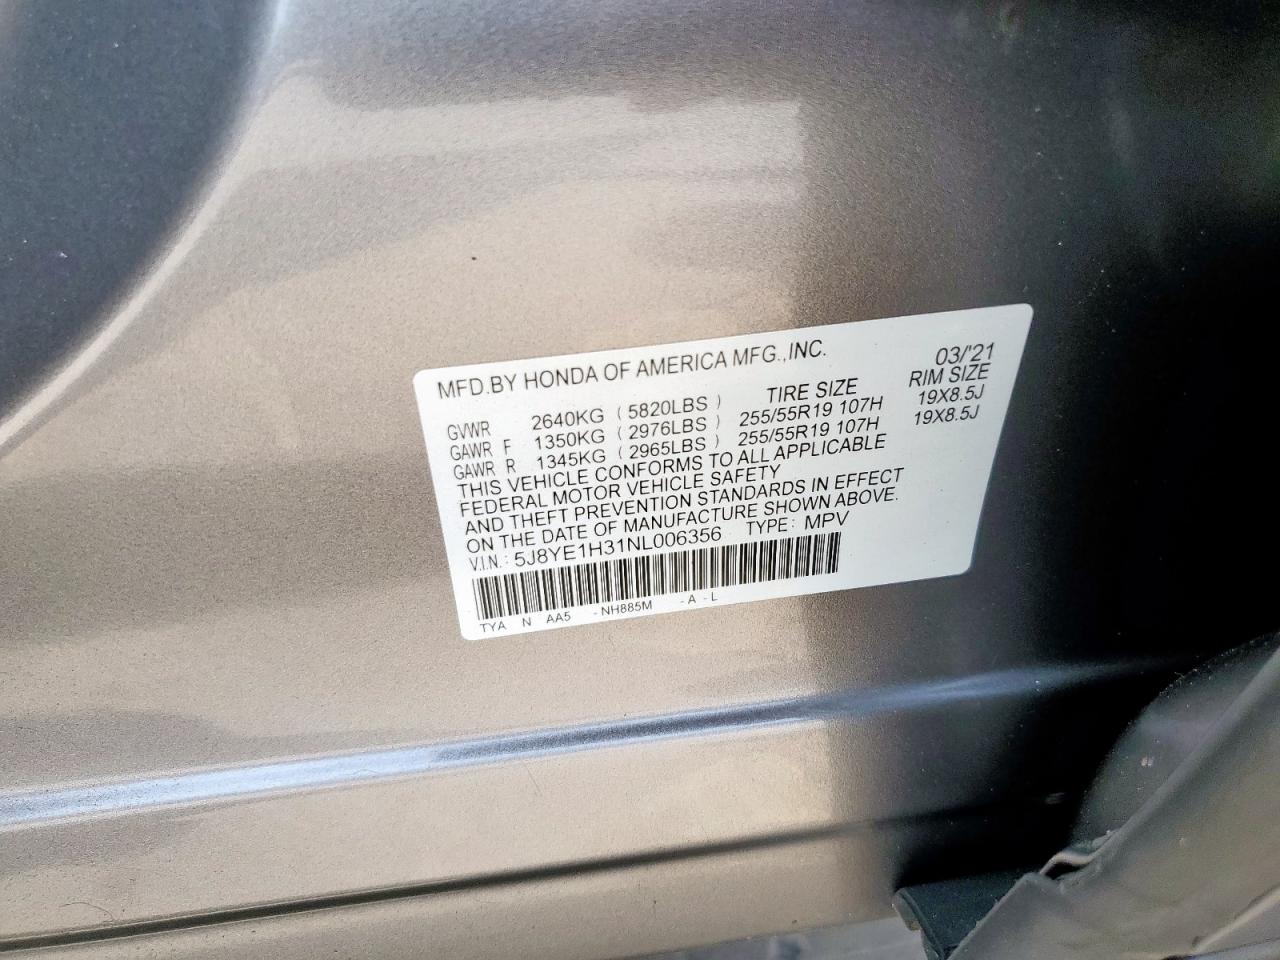 MFD.BY HONDA OF AMERICA MFG.,INC. 03/'21
TIRE SIZE RIM SIZE
GVWR 2640KG ( 5820LBS )
GAWR F 1350KG ( 2976LBS ) 255/55R19 107H 19X8.5J
GAWR R 1345KG ( 2965LBS ) 255/55R19 107H 19X8.5J
THIS VEHICLE CONFORMS TO ALL APPLICABLE
FEDERAL MOTOR VEHICLE SAFETY
AND THEFT PREVENTION STANDARDS IN EFFECT
ON THE DATE OF MANUFACTURE SHOWN ABOVE.
V.I.N.: 5J8YE1H31NL006356 TYPE: MPV
TYA N AA5 -NH885M -A -L